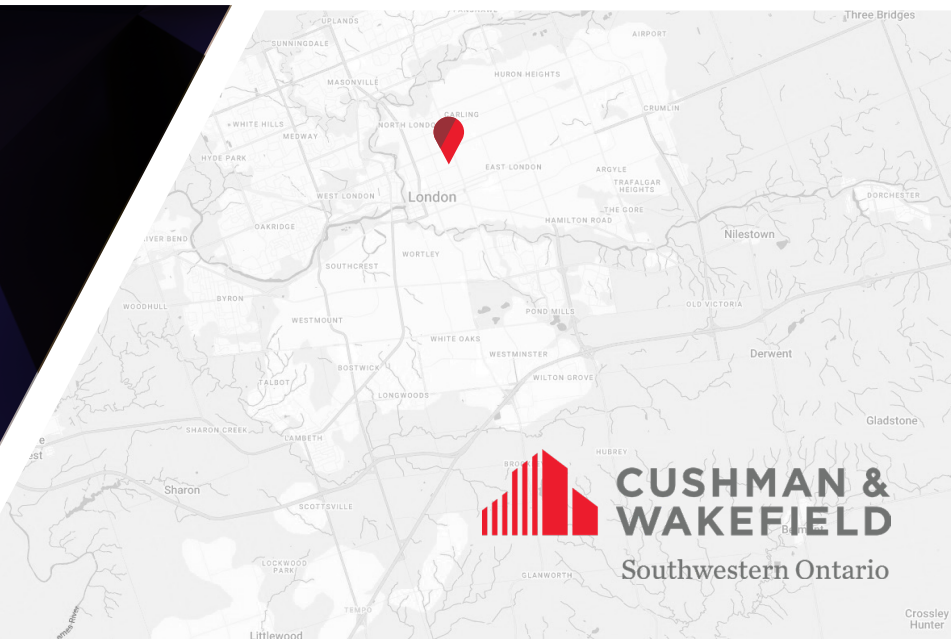 Three Bridges
UPLANDS
AIRPORT
SUNNINGDALE
HURON HEIGHTS
MASONVILLE
CRUMLIN
CARLING
WHITE HILLS
NORTH LONDON
MEDWAY
HYDE PARK
EAST LONDON
ARGYLE
TRAFALGAR
HEIGHTS
WEST LONDON
London
DORCHESTER
THE GORE
HAMILTON ROAD
OAKRIDGE
Nilestown
RIVER BEND
WORTLEY
SOUTHCREST
BYRON
WOODHULL
OLD VICTORIA
POND MILLS
WESTMOUNT
WHITE OAKS
WESTMINSTER
Derwent
BOSTWICK
WILTON GROVE
TALBOT
LONGWOODS
Gladstone
SHARON CREEK
LAMBETH
HUBREY
BRO
CUSHMAN &
WAKEFIELD
Southwestern Ontario
Sharon
SCOTTSVILLE
LOCKWOOD
PARK
GLANWORTH
TEMPO
Crossley
Hunter
Littlewood